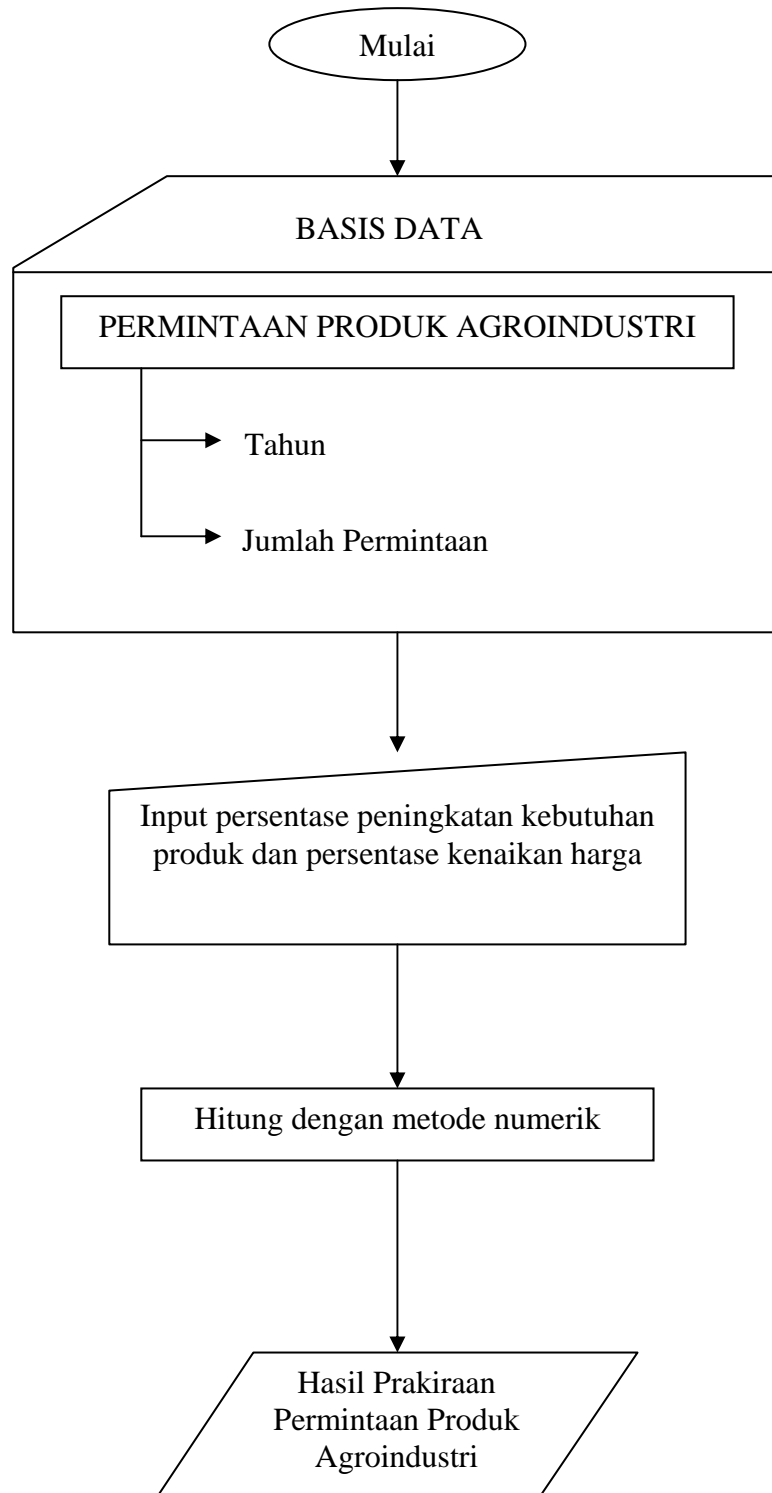 Mulai
BASIS DATA
PERMINTAAN PRODUK AGROINDUSTRI
Tahun
Jumlah Permintaan
Input persentase peningkatan kebutuhan
produk dan persentase kenaikan harga
Hitung dengan metode numerik
Hasil Prakiraan
Permintaan Produk
Agroindustri